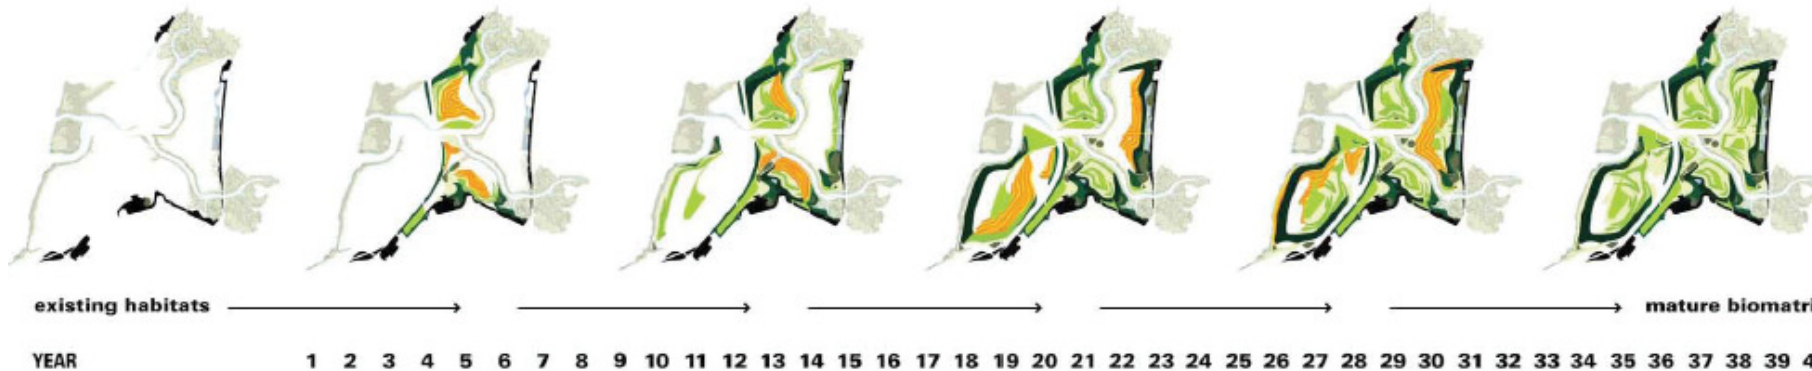 existing habitats mature biomatri
YEAR 1 2 3 4 5 6 7 8 9 10 11 12 13 14 15 16 17 18 19 20 21 22 23 24 25 26 27 28 29 30 31 32 33 34 35 36 37 38 39 4